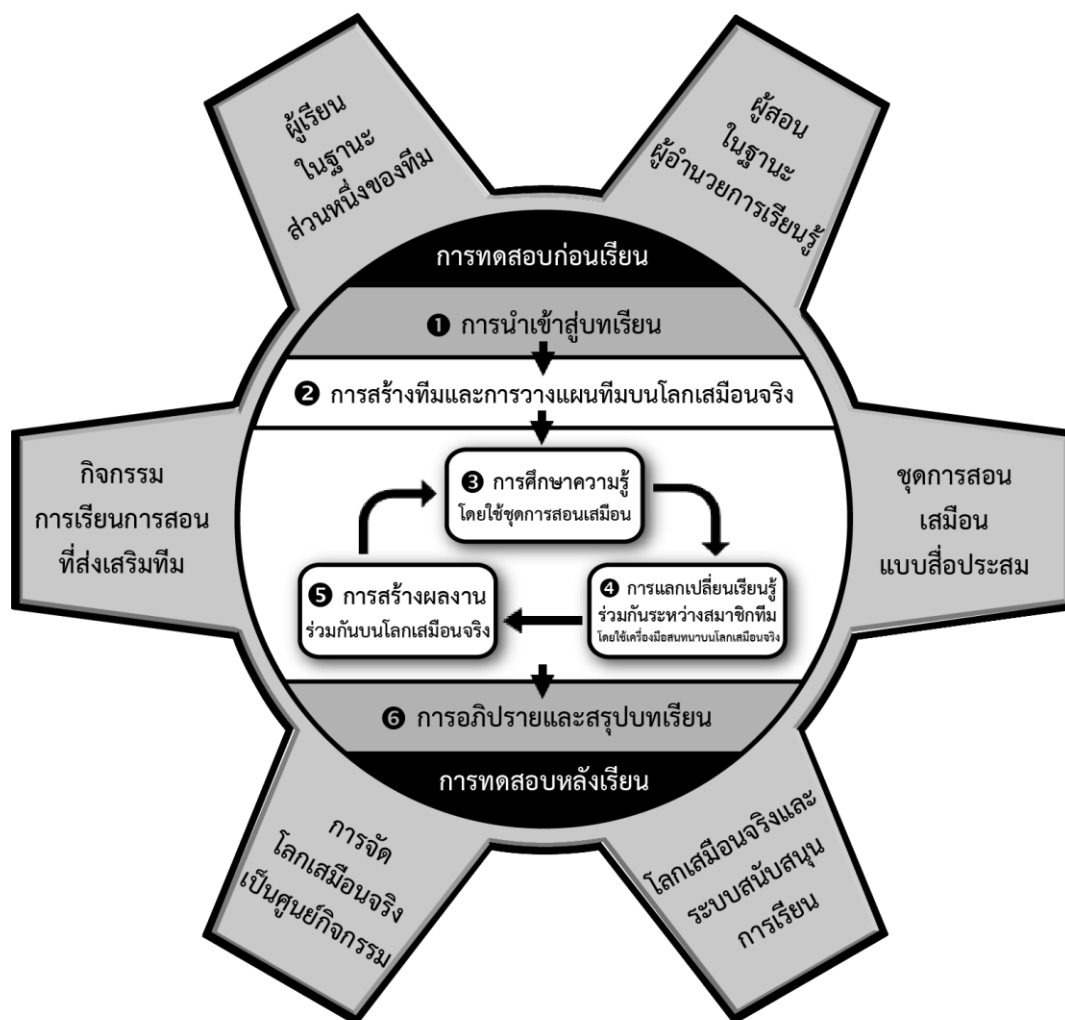 ผู้เรียน
ในฐานะ
ส่วนหนึ่งของทีม
ผู้สอน
ในฐานะ
ผู้อำนวยการเรียนรู้
การทดสอบก่อนเรียน
❶ การนำเข้าสู่บทเรียน
❷ การสร้างทีมและการวางแผนทีมบนโลกเสมือนจริง
กิจกรรม
การเรียนการสอน
ที่ส่งเสริมทีม
❸ การศึกษาความรู้
โดยใช้ชุดการสอนเสมือน
❹ การแลกเปลี่ยนเรียนรู้
ร่วมกันระหว่างสมาชิกทีม
โดยใช้เครื่องมือสนทนาบนโลกเสมือนจริง
❺ การสร้างผลงาน
ร่วมกันบนโลกเสมือนจริง
ชุดการสอน
เสมือน
แบบสื่อประสม
❻ การอภิปรายและสรุปบทเรียน
การทดสอบหลังเรียน
การจัด
โลกเสมือนจริง
เป็นศูนย์กิจกรรม
โลกเสมือนจริงและ
ระบบสนับสนุน
การเรียน